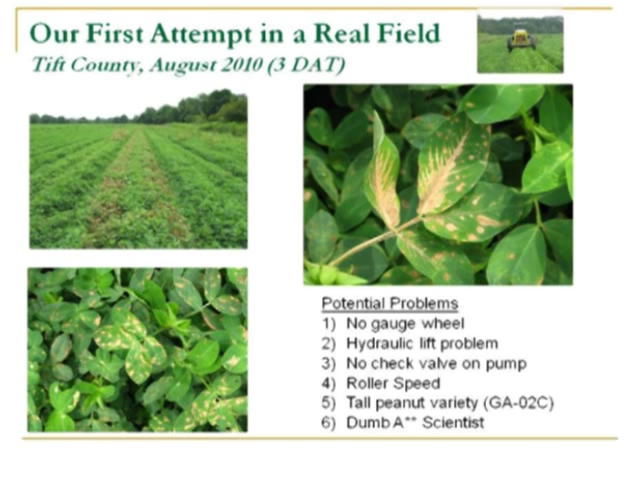 Our First Attempt in a Real Field
Tift County, August 2010 (3 DAT)
Potential Problems
1) No gauge wheel
2) Hydraulic lift problem
3) No check valve on pump
4) Roller Speed
5) Tall peanut variety (GA-02C)
6) Dumb A** Scientist